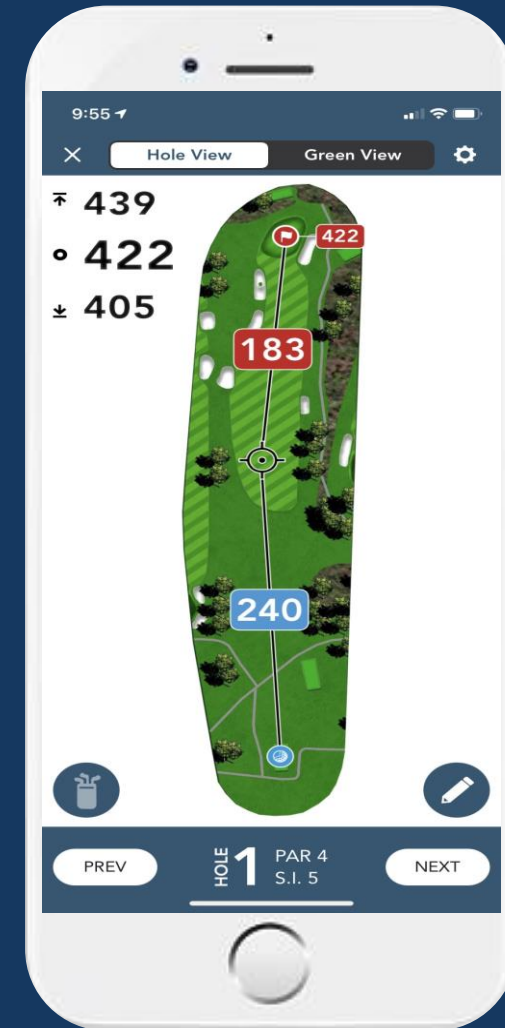 9:55
Hole View Green View
439
422
405
422
183
240
PREV
HOLE 1
PAR 4
S.I. 5
NEXT